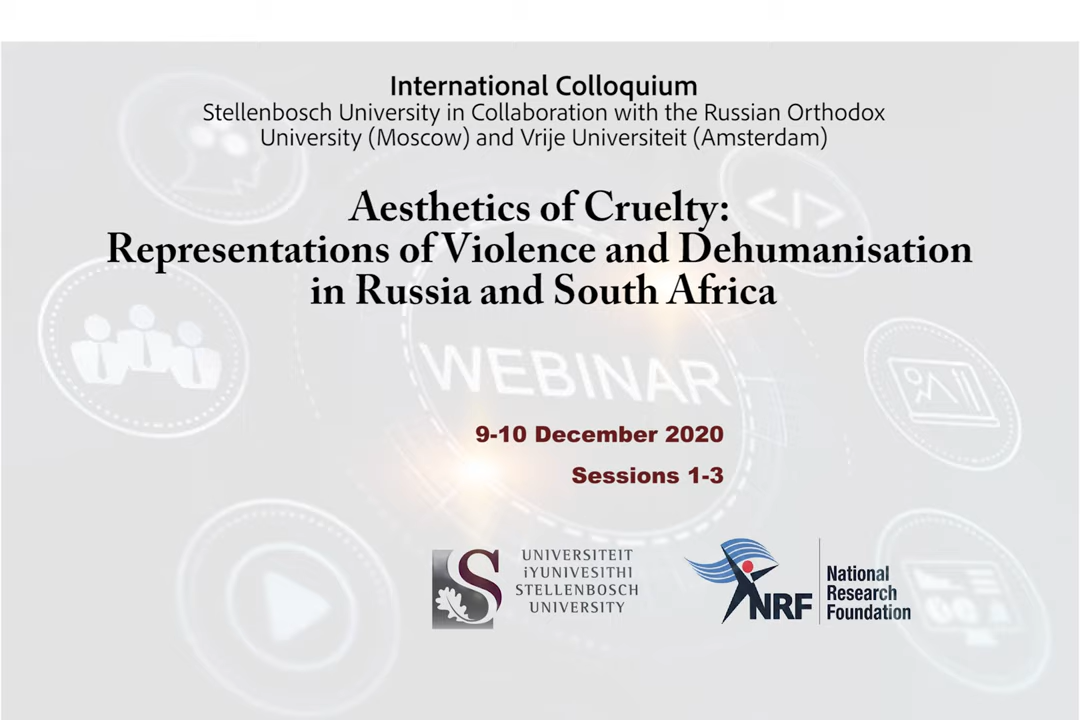 International Colloquium
Stellenbosch University in Collaboration with the Russian Orthodox
University (Moscow) and Vrije Universiteit (Amsterdam)
Aesthetics of Cruelty:
Representations of Violence and Dehumanisation
in Russia and South Africa
WEBINAR
9-10 December 2020
Sessions 1-3
UNIVERSITEIT
iYUNIVESITHI
STELLENBOSCH
UNIVERSITY
NRF
National
Research
Foundation